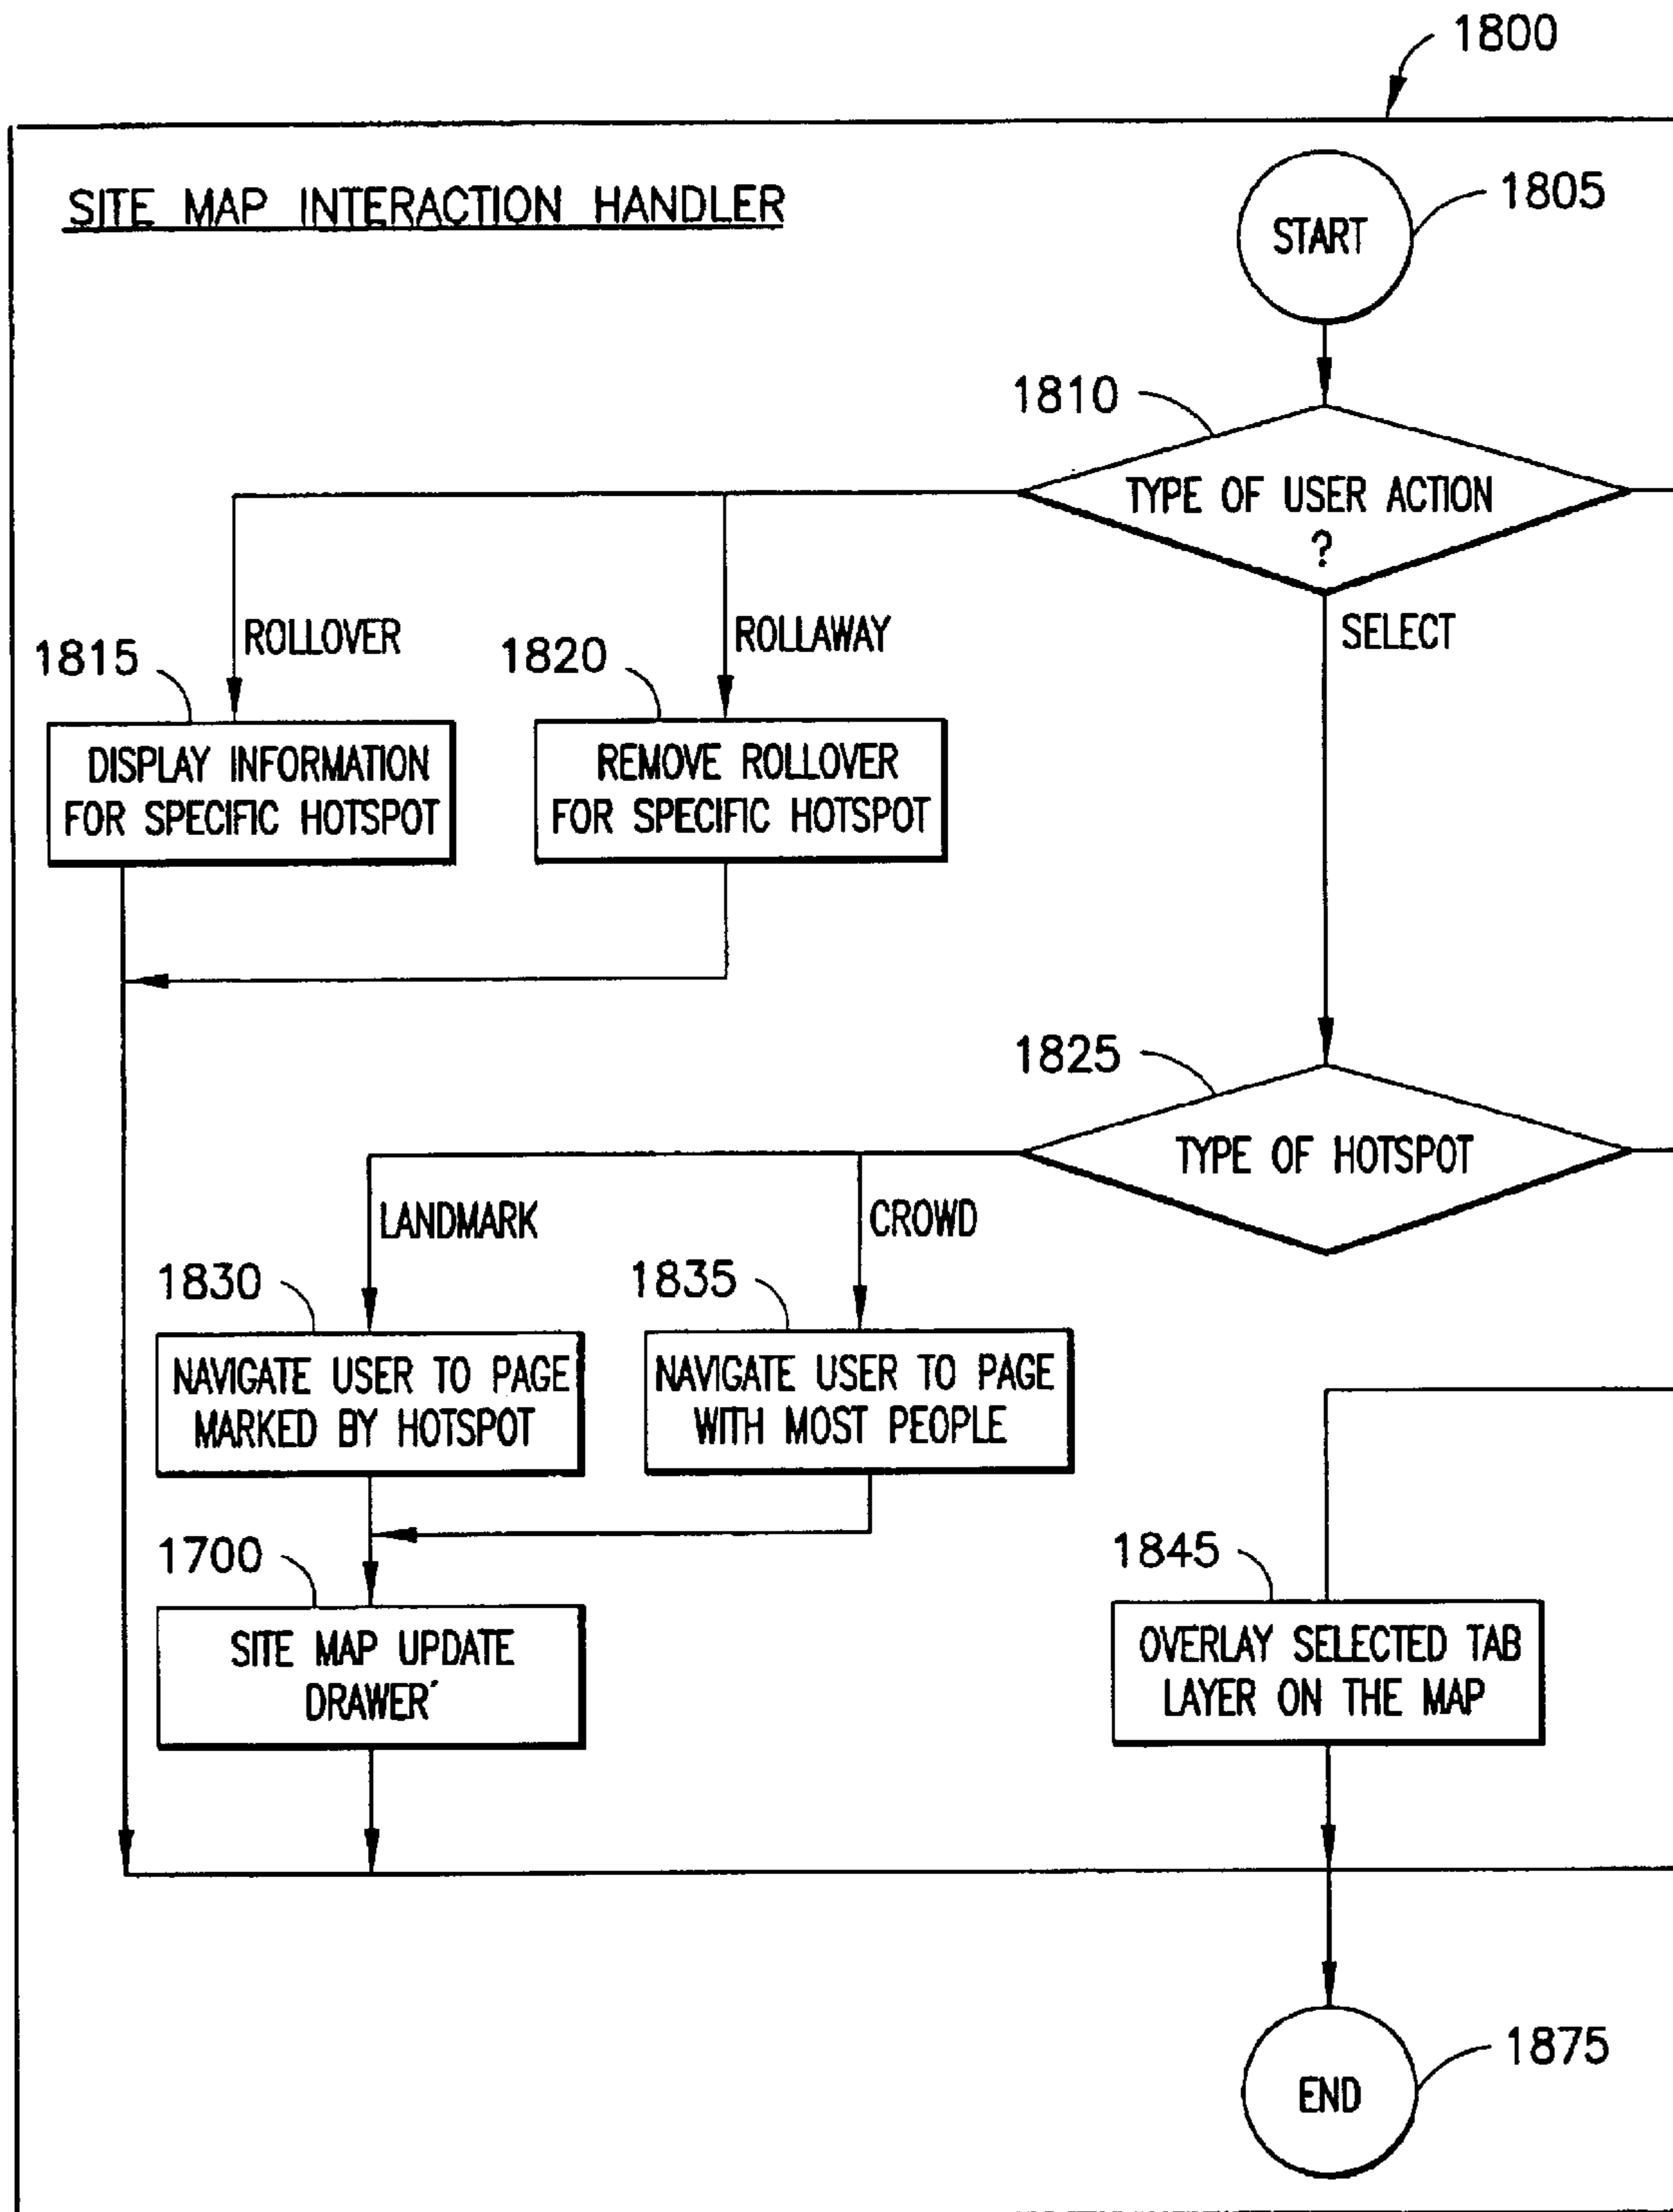 1800
SITE MAP INTERACTION HANDLER
START
1805
1810
TYPE OF USER ACTION
?
ROLLOVER
ROLLAWAY
SELECT
1815
1820
DISPLAY INFORMATION
FOR SPECIFIC HOTSPOT
REMOVE ROLLOVER
FOR SPECIFIC HOTSPOT
1825
TYPE OF HOTSPOT
LANDMARK
CROWD
1830
1835
NAVIGATE USER TO PAGE
MARKED BY HOTSPOT
NAVIGATE USER TO PAGE
WITH MOST PEOPLE
1700
1845
SITE MAP UPDATE
DRAWER´
OVERLAY SELECTED TAB
LAYER ON THE MAP
1875
END